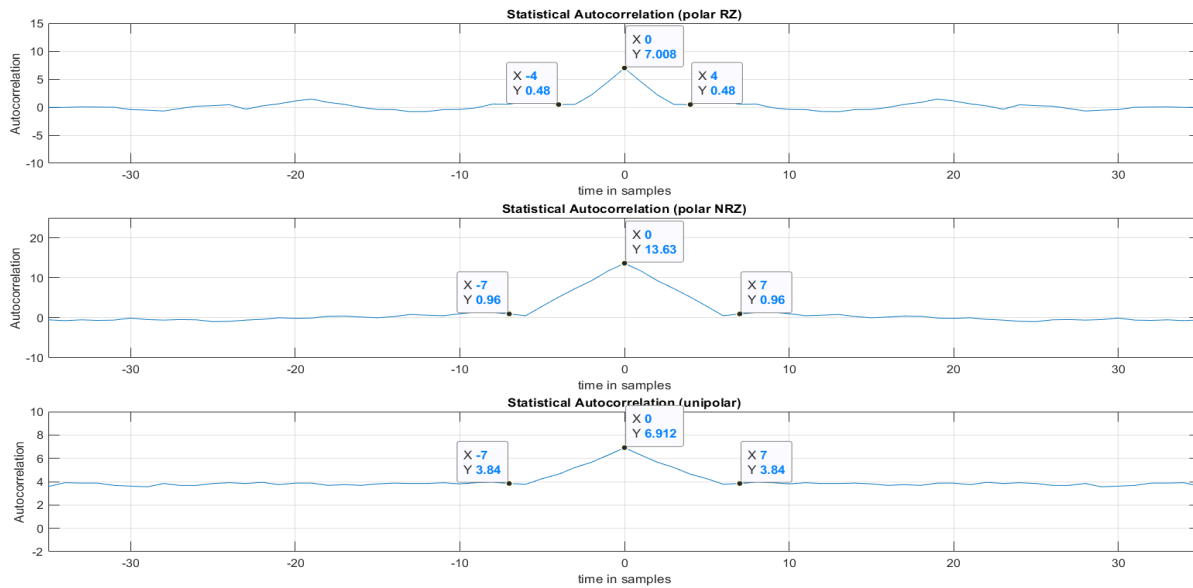 Statistical Autocorrelation (polar RZ)
15
10
5
0
-5
-10
Autocorrelation
X -4
Y 0.48
X 0
Y 7.008
X 4
Y 0.48
-30
-20
-10
0
10
20
30
time in samples
Statistical Autocorrelation (polar NRZ)
20
10
0
-10
Autocorrelation
X -7
Y 0.96
X 0
Y 13.63
X 7
Y 0.96
-30
-20
-10
0
10
20
30
time in samples
Statistical Autocorrelation (unipolar)
10
8
6
4
2
0
-2
Autocorrelation
X -7
Y 3.84
X 0
Y 6.912
X 7
Y 3.84
-30
-20
-10
0
10
20
30
time in samples